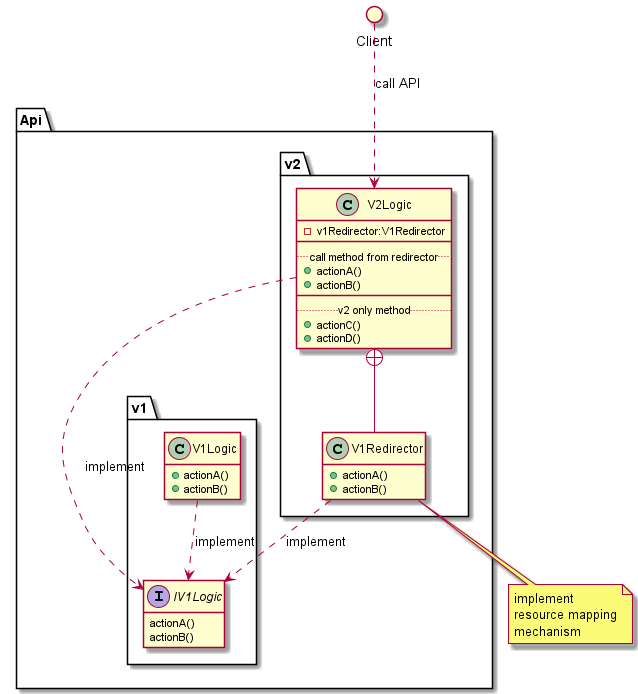 Client
call API
Api
v2
C V2Logic
v1Redirector:V1Redirector
call method from redirector
actionA()
actionB()
v2 only method
actionC()
actionD()
v1
C V1Logic
actionA()
actionB()
C V1Redirector
actionA()
actionB()
implement
implement
implement
I IV1Logic
actionA()
actionB()
implement
resource mapping
mechanism